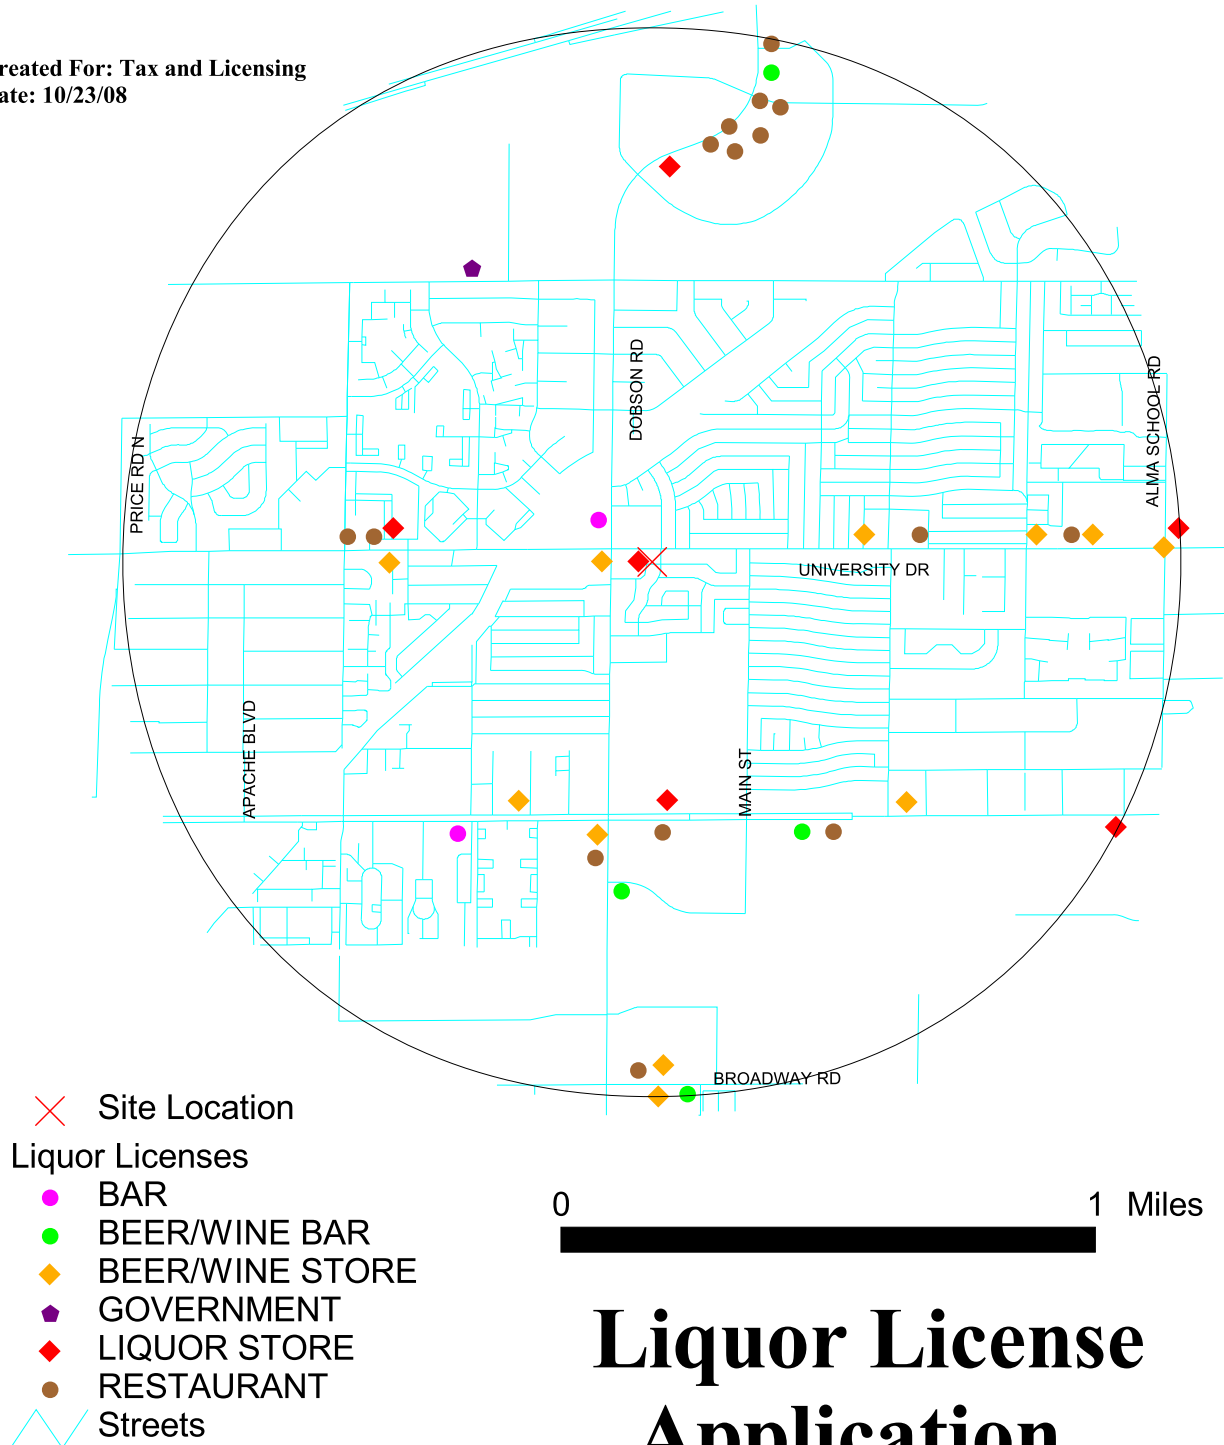 reated For: Tax and Licensing
ate: 10/23/08
DOBSON RD
ALMA SCHOOL RD
PRICE RD N
UNIVERSITY DR
APACHE BLVD
MAIN ST
BROADWAY RD
Site Location
Liquor Licenses
BAR
BEER/WINE BAR
BEER/WINE STORE
GOVERNMENT
LIQUOR STORE
RESTAURANT
Streets
0 1 Miles
Liquor License
Application